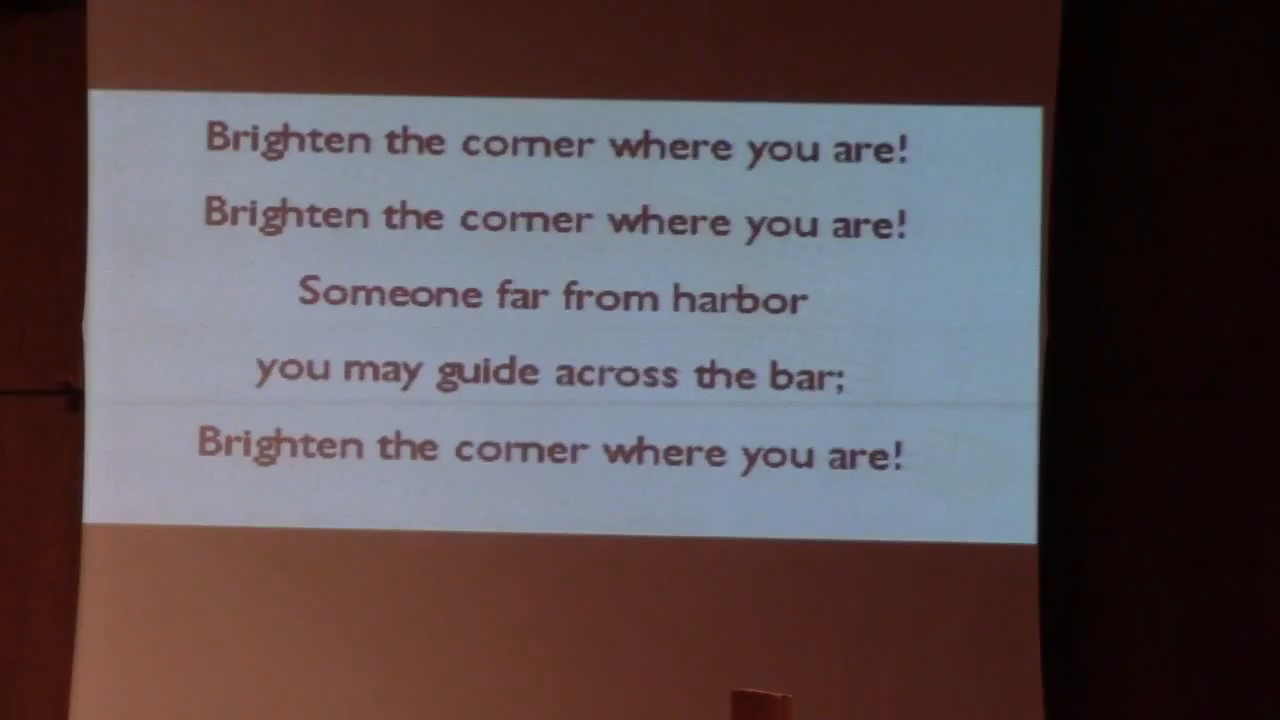 Brighten the corner where you are!
Brighten the corner where you are!
Someone far from harbor
you may guide across the bar;
Brighten the corner where you are!